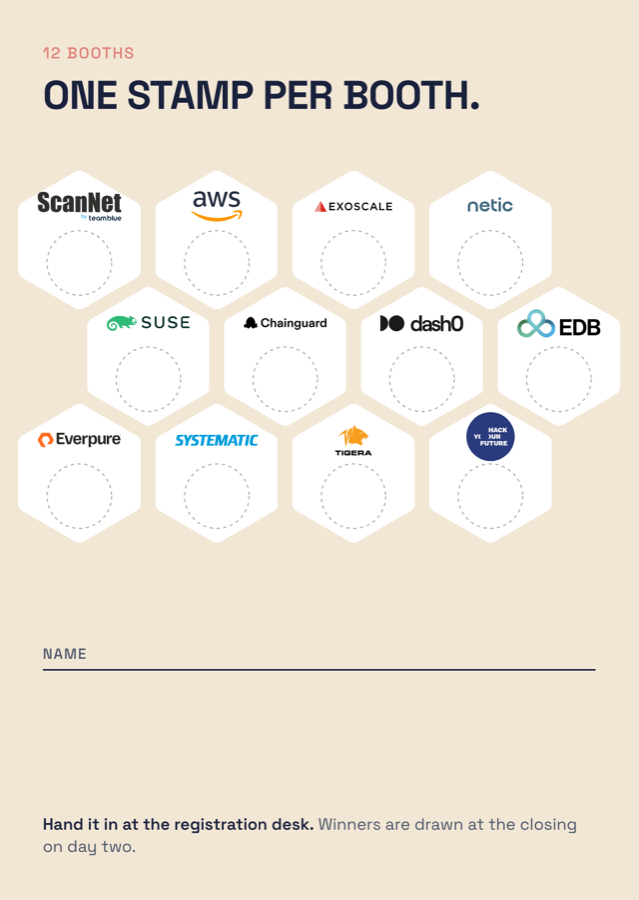 12 BOOTHS
ONE STAMP PER BOOTH.
ScanNet
by teamblue
aws
EXOSCALE
netic
SUSE
Chainguard
dash0
EDB
Everpure
SYSTEMATIC
TIGERA
HACK
YOUR
FUTURE
NAME
Hand it in at the registration desk. Winners are drawn at the closing
on day two.